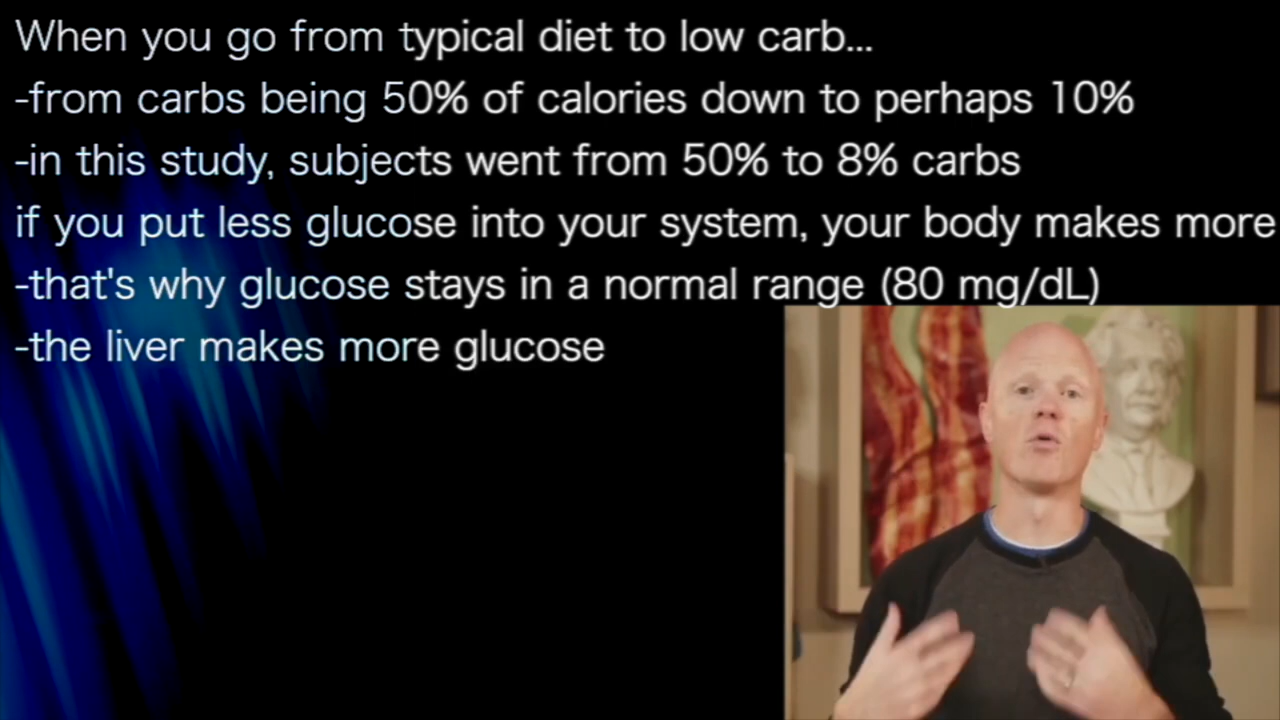 When you go from typical diet to low carb...
-from carbs being 50% of calories down to perhaps 10%
-in this study, subjects went from 50% to 8% carbs
if you put less glucose into your system, your body makes more
-that's why glucose stays in a normal range (80 mg/dL)
-the liver makes more glucose